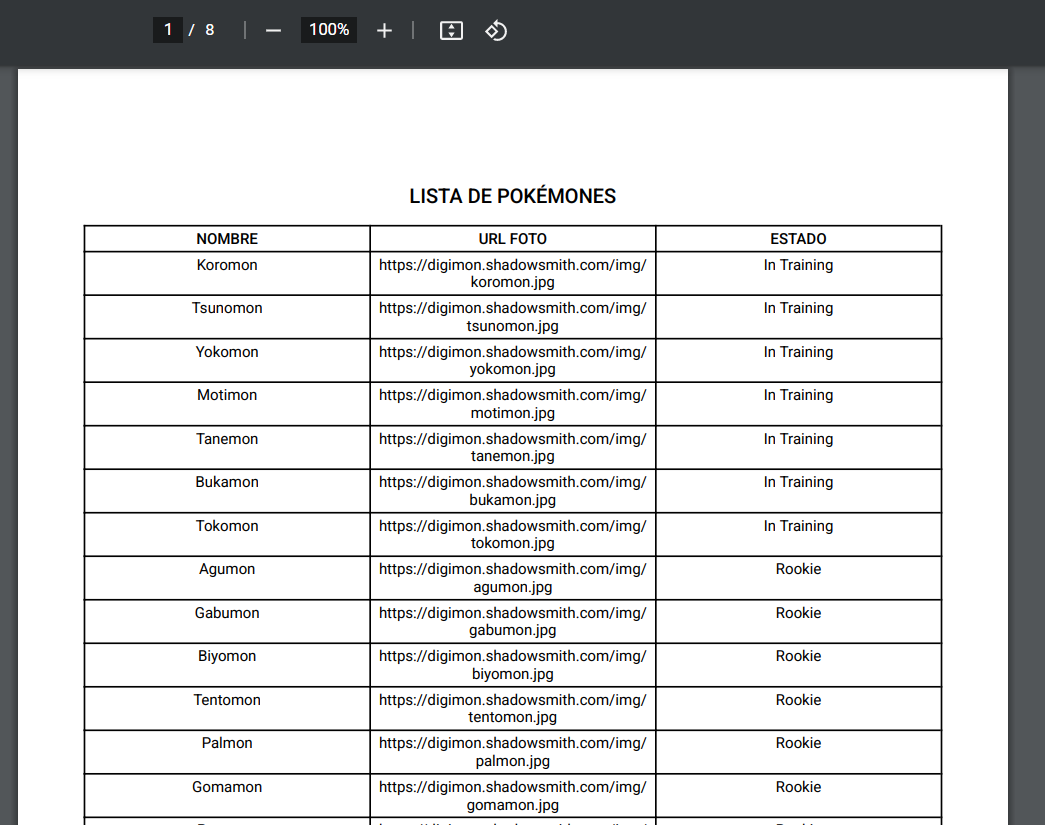 1 / 8 100%
LISTA DE POKÉMONES
NOMBRE URL FOTO ESTADO
Koromon https://digimon.shadowsmith.com/img/ In Training
koromon.jpg
Tsunomon https://digimon.shadowsmith.com/img/ In Training
tsunomon.jpg
Yokomon https://digimon.shadowsmith.com/img/ In Training
yokomon.jpg
Motimon https://digimon.shadowsmith.com/img/ In Training
motimon.jpg
Tanemon https://digimon.shadowsmith.com/img/ In Training
tanemon.jpg
Bukamon https://digimon.shadowsmith.com/img/ In Training
bukamon.jpg
Tokomon https://digimon.shadowsmith.com/img/ In Training
tokomon.jpg
Agumon https://digimon.shadowsmith.com/img/ Rookie
agumon.jpg
Gabumon https://digimon.shadowsmith.com/img/ Rookie
gabumon.jpg
Biyomon https://digimon.shadowsmith.com/img/ Rookie
biyomon.jpg
Tentomon https://digimon.shadowsmith.com/img/ Rookie
tentomon.jpg
Palmon https://digimon.shadowsmith.com/img/ Rookie
palmon.jpg
Gomamon https://digimon.shadowsmith.com/img/ Rookie
gomamon.jpg